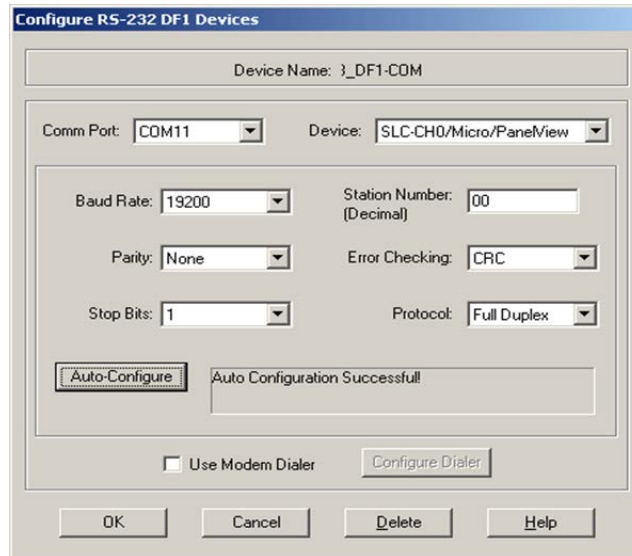 Configure RS-232 DF1 Devices
Device Name: 3_DF1-COM
Comm Port: COM11 Device: SLC-CH0/Micro/PanelView
Baud Rate: 19200 Station Number: 00
(Decimal)
Parity: None Error Checking: CRC
Stop Bits: 1 Protocol: Full Duplex
Auto-Configure Auto Configuration Successful!
Use Modem Dialer Configure Dialer
OK Cancel Delete Help